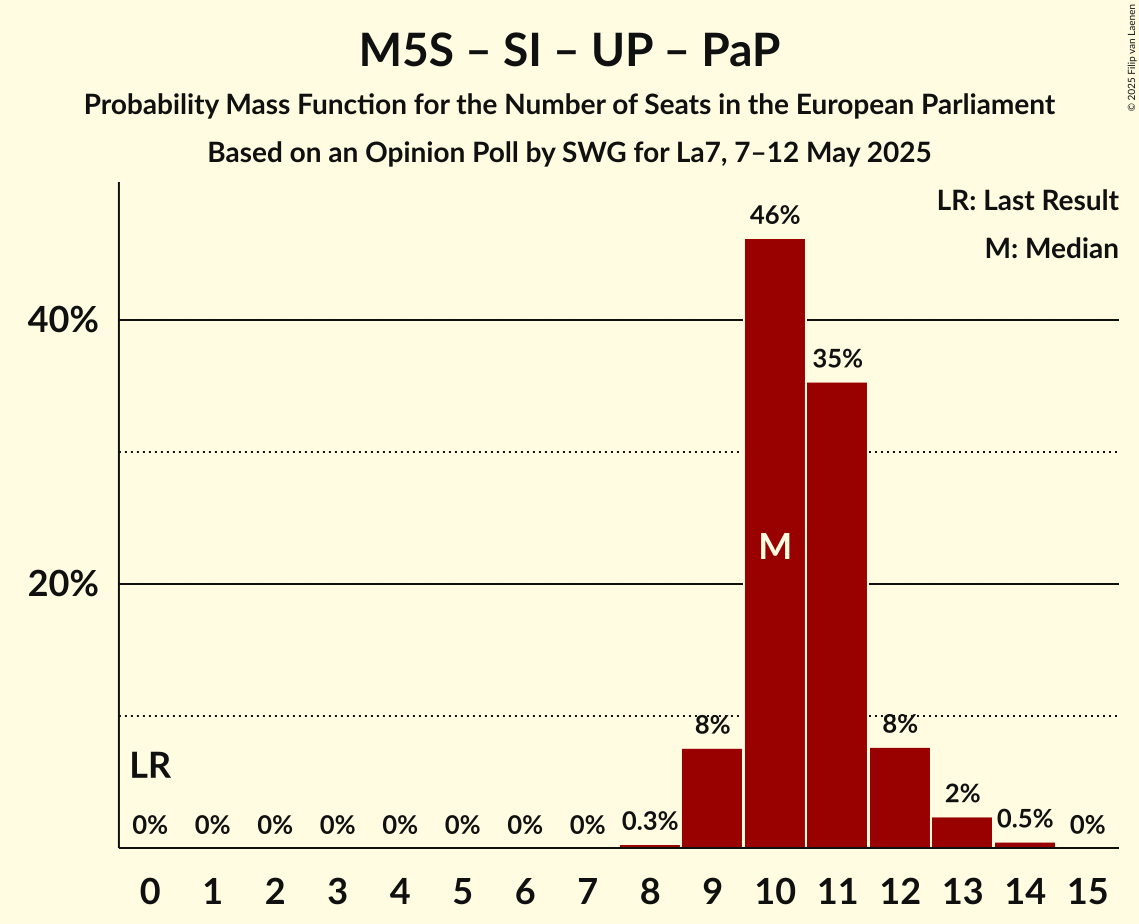 M5S – SI – UP – PaP
Probability Mass Function for the Number of Seats in the European Parliament
Based on an Opinion Poll by SWG for La7, 7–12 May 2025
© 2025 Filip van Laenen
LR: Last Result
M: Median
46%
40%
35%
M
20%
8%
8%
LR
2%
0% 0% 0% 0% 0% 0% 0% 0% 0.3% 0.5% 0%
0 1 2 3 4 5 6 7 8 9 10 11 12 13 14 15